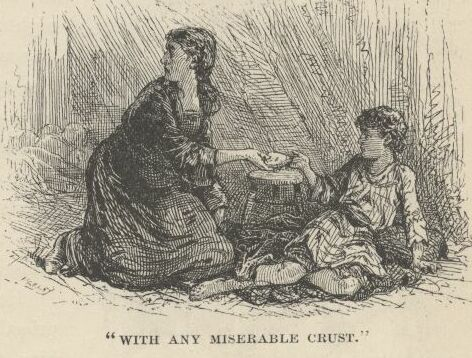 "WITH ANY MISERABLE CRUST."